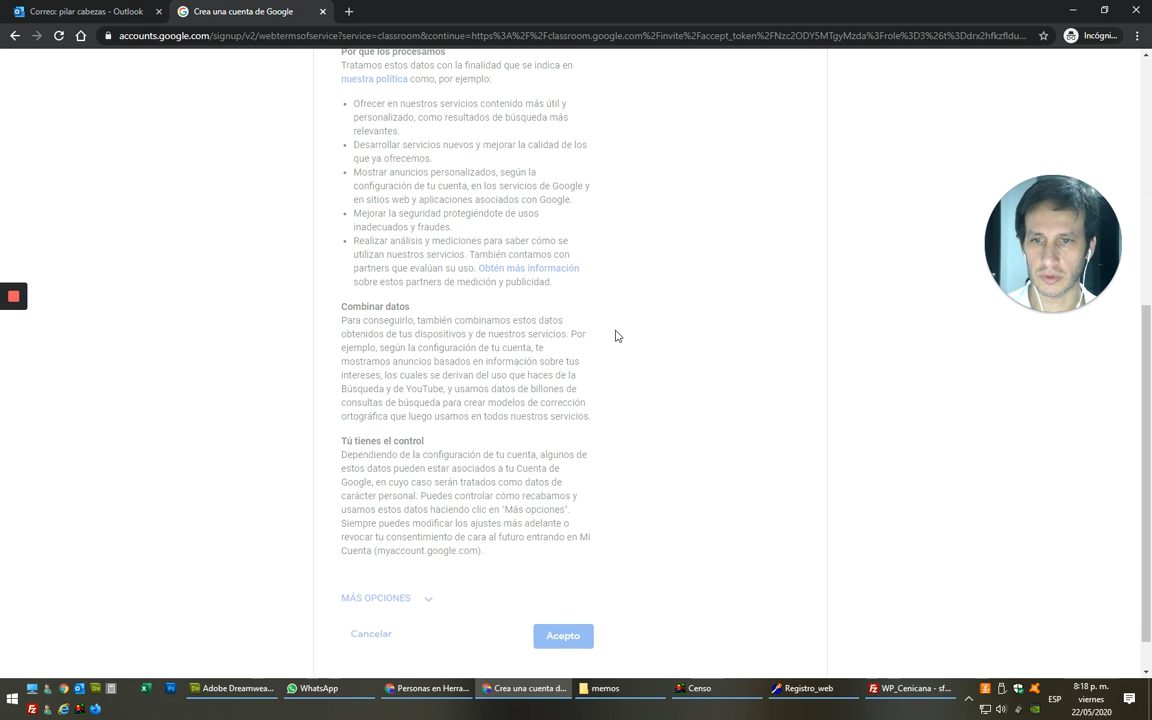 Correo: pilar cabezas - Outlook
Crea una cuenta de Google
accounts.google.com/signup/v2/webtermsofservice?service=classroom&continue=https%3A%2F%2Fclassroom.google.com%2Finvite%2Faccept_token%2FNzc2ODY5MTgyMzda%3Frole%3D3%26t%3Ddrx2hfkzfldu...
Incógni...
Por qué los procesamos
Tratamos estos datos con la finalidad que se indica en
nuestra política como, por ejemplo:
Ofrecer en nuestros servicios contenido más útil y
personalizado, como resultados de búsqueda más
relevantes.
Desarrollar servicios nuevos y mejorar la calidad de los
que ya ofrecemos.
Mostrar anuncios personalizados, según la
configuración de tu cuenta, en los servicios de Google y
en sitios web y aplicaciones asociados con Google.
Mejorar la seguridad protegiéndote de usos
inadecuados y fraudes.
Realizar análisis y mediciones para saber cómo se
utilizan nuestros servicios. También contamos con
partners que evalúan su uso. Obtén más información
sobre estos partners de medición y publicidad.
Combinar datos
Para conseguirlo, también combinamos estos datos
obtenidos de tus dispositivos y de nuestros servicios. Por
ejemplo, según la configuración de tu cuenta, te
mostramos anuncios basados en información sobre tus
intereses, los cuales se derivan del uso que haces de la
Búsqueda y de YouTube, y usamos datos de billones de
consultas de búsqueda para crear modelos de corrección
ortográfica que luego usamos en todos nuestros servicios.
Tú tienes el control
Dependiendo de la configuración de tu cuenta, algunos de
estos datos pueden estar asociados a tu Cuenta de
Google, en cuyo caso serán tratados como datos de
carácter personal. Puedes controlar cómo recabamos y
usamos estos datos haciendo clic en "Más opciones".
Siempre puedes modificar los ajustes más adelante o
revocar tu consentimiento de cara al futuro entrando en Mi
Cuenta (myaccount.google.com).
MÁS OPCIONES
Cancelar
Acepto
Adobe Dreamwea...
WhatsApp
Personas en Herra...
Crea una cuenta d...
memos
Censo
Registro_web
WP_Cenicana - sf...
ESP
8:18 p. m.
viernes
22/05/2020